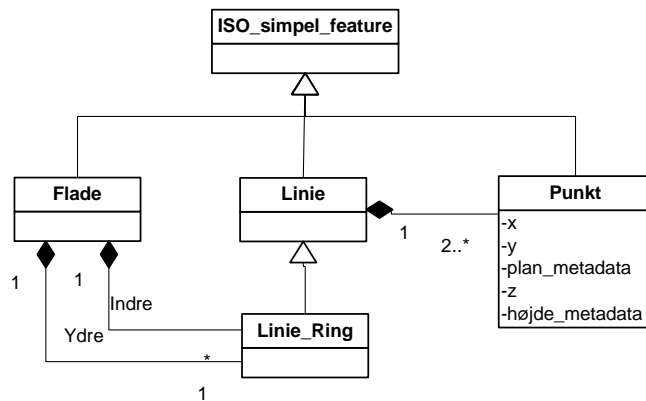 ISO_simpel_feature
Flade
Linie
Punkt
-x
-y
-plan_metadata
-z
-højde_metadata
1
2..*
1
1
Indre
Ydre
Linie_Ring
*
1